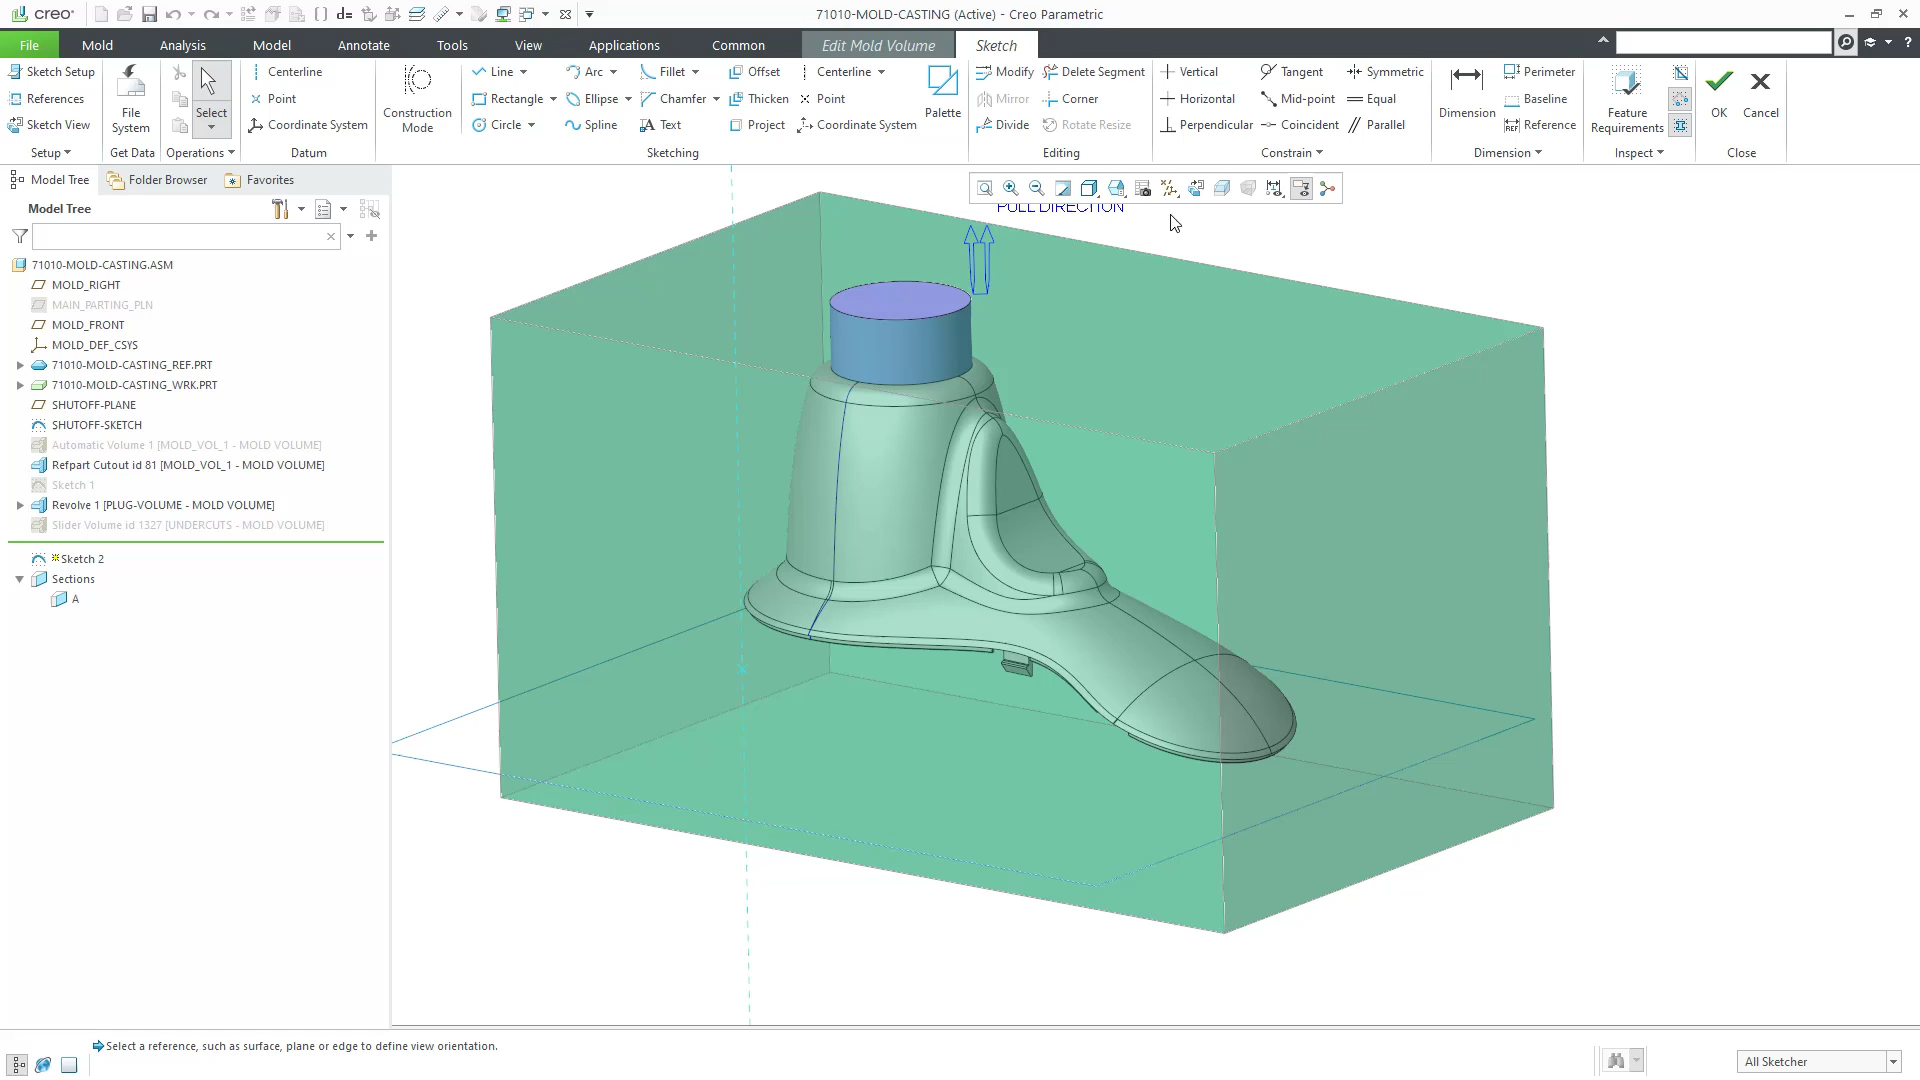 creo
d=
71010-MOLD-CASTING (Active) - Creo Parametric
File
Mold
Analysis
Model
Annotate
Tools
View
Applications
Common
Edit Mold Volume
Sketch
?
Sketch Setup
References
Sketch View
Setup
File
System
Get Data
Select
Operations
Centerline
Point
Coordinate System
Datum
Construction
Mode
Line
Rectangle
Circle
Arc
Ellipse
Spline
Fillet
Chamfer
Text
Offset
Thicken
Project
Centerline
Point
Coordinate System
Palette
Sketching
Modify
Mirror
Divide
Delete Segment
Corner
Rotate Resize
Editing
Vertical
Horizontal
Perpendicular
Tangent
Mid-point
Coincident
Symmetric
Equal
Parallel
Constrain
Dimension
Perimeter
Baseline
Reference
Dimension
Feature
Requirements
Inspect
OK
Cancel
Close
Model Tree
Folder Browser
Favorites
Model Tree
71010-MOLD-CASTING.ASM
MOLD_RIGHT
MAIN_PARTING_PLN
MOLD_FRONT
MOLD_DEF_CSYS
71010-MOLD-CASTING_REF.PRT
71010-MOLD-CASTING_WRK.PRT
SHUTOFF-PLANE
SHUTOFF-SKETCH
Automatic Volume 1 [MOLD_VOL_1 - MOLD VOLUME]
Refpart Cutout id 81 [MOLD_VOL_1 - MOLD VOLUME]
Sketch 1
Revolve 1 [PLUG-VOLUME - MOLD VOLUME]
Slider Volume id 1327 [UNDERCUTS - MOLD VOLUME]
Sketch 2
Sections
A
PULL DIRECTION
Select a reference, such as surface, plane or edge to define view orientation.
All Sketcher